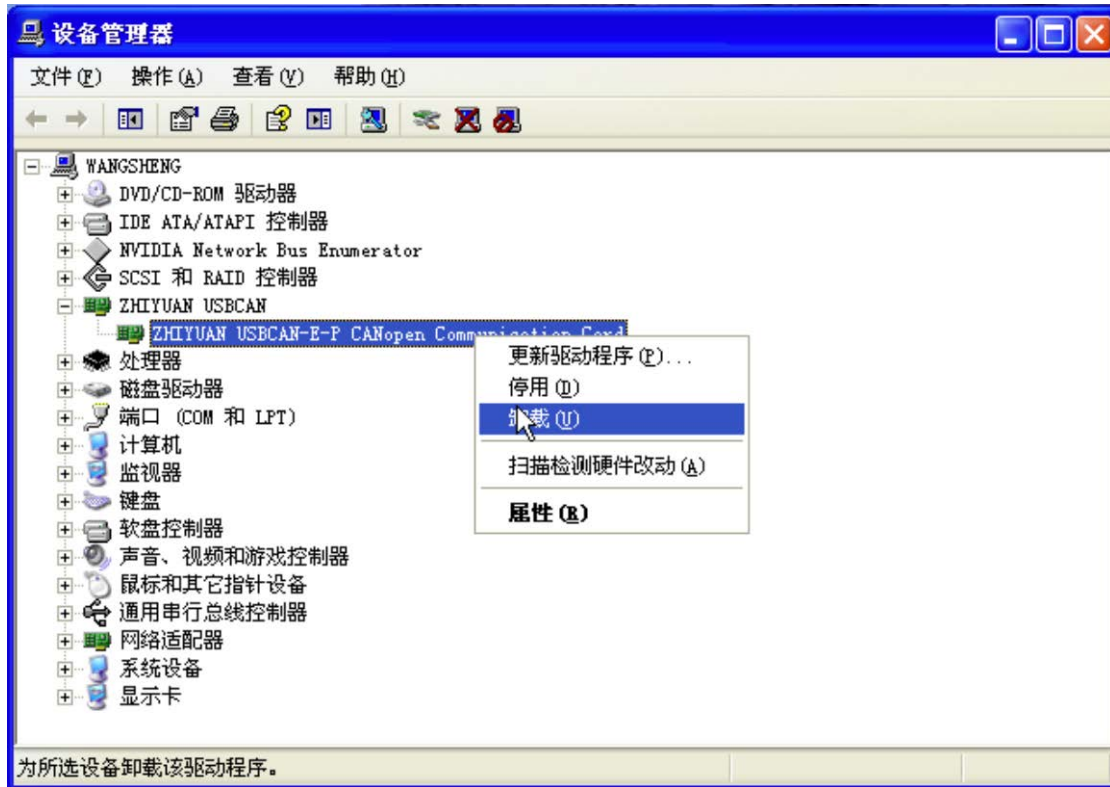 设备管理器
文件(F) 操作(A) 查看(V) 帮助(H)
WANGSHENG
DVD/CD-ROM 驱动器
IDE ATA/ATAPI 控制器
NVIDIA Network Bus Enumerator
SCSI 和 RAID 控制器
ZHIYUAN USBCAN
ZHIYUAN USBCAN-E-P CANopen Communication Card
更新驱动程序(P)...
停用(D)
卸载(U)
扫描检测硬件改动(A)
属性(R)
处理器
磁盘驱动器
端口 (COM 和 LPT)
计算机
监视器
键盘
软盘控制器
声音、视频和游戏控制器
鼠标和其它指针设备
通用串行总线控制器
网络适配器
系统设备
显示卡
为所选设备卸载该驱动程序。